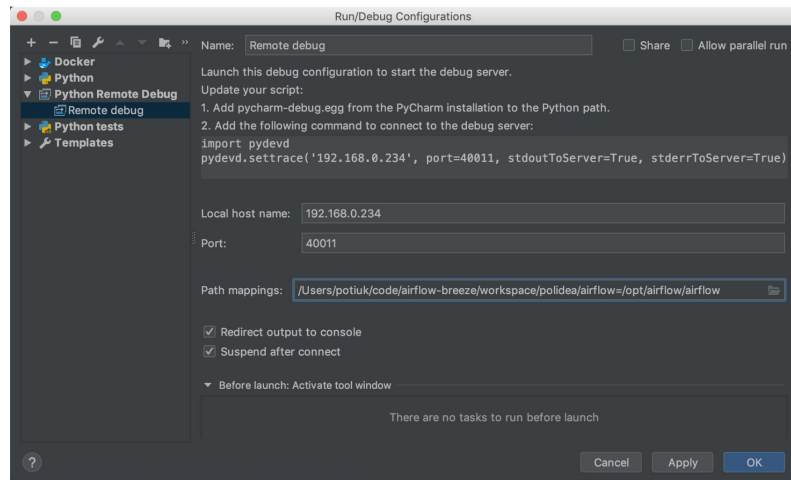 Run/Debug Configurations
Name: Remote debug
Share
Allow parallel run
Docker
Python
Python Remote Debug
Remote debug
Python tests
Templates
Launch this debug configuration to start the debug server.
Update your script:
1. Add pycharm-debug.egg from the PyCharm installation to the Python path.
2. Add the following command to connect to the debug server:
import pydevd
pydevd.settrace('192.168.0.234', port=40011, stdoutToServer=True, stderrToServer=True)
Local host name: 192.168.0.234
Port: 40011
Path mappings: /Users/potiuk/code/airflow-breeze/workspace/polidea/airflow=/opt/airflow/airflow
Redirect output to console
Suspend after connect
Before launch: Activate tool window
There are no tasks to run before launch
?
Cancel
Apply
OK